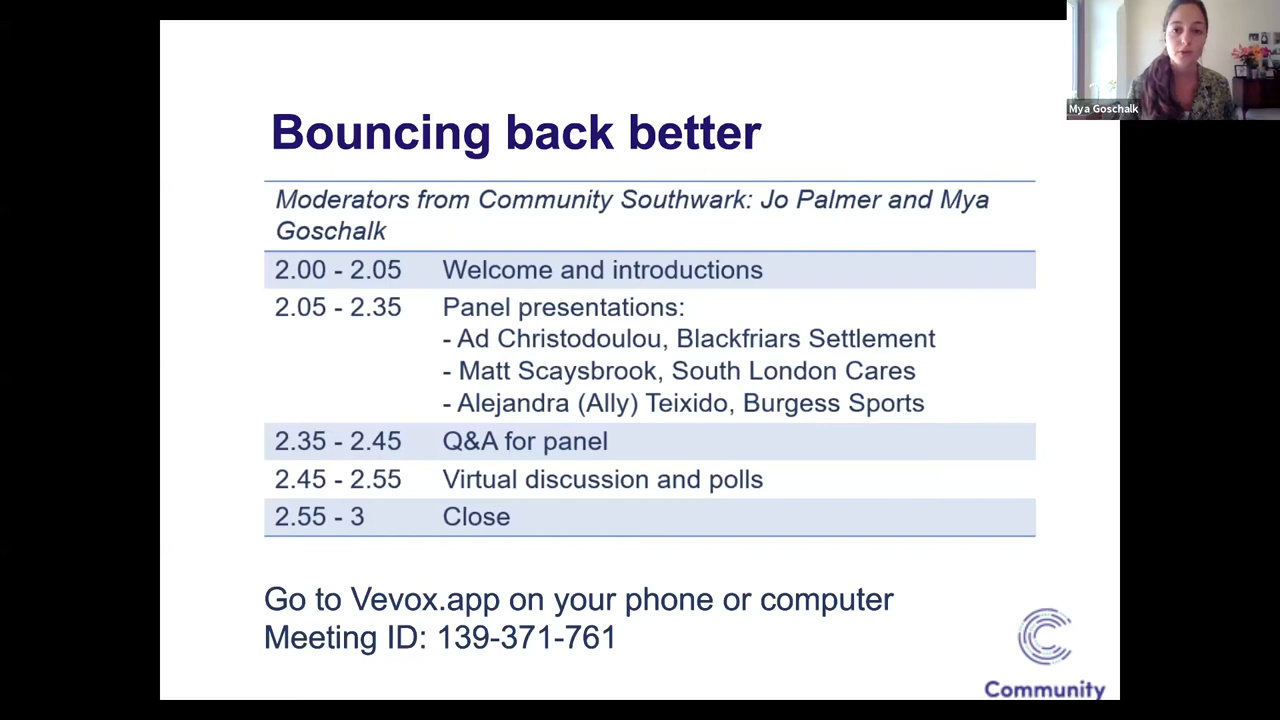 Mya Goschalk
Bouncing back better
Moderators from Community Southwark: Jo Palmer and Mya
Goschalk
2.00 - 2.05 Welcome and introductions
2.05 - 2.35 Panel presentations:
- Ad Christodoulou, Blackfriars Settlement
- Matt Scaysbrook, South London Cares
- Alejandra (Ally) Teixido, Burgess Sports
2.35 - 2.45 Q&A for panel
2.45 - 2.55 Virtual discussion and polls
2.55 - 3 Close
Go to Vevox.app on your phone or computer
Meeting ID: 139-371-761
Community